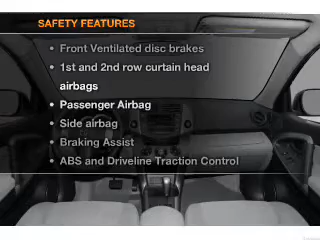 SAFETY FEATURES
• Front Ventilated disc brakes
• 1st and 2nd row curtain head
airbags
• Passenger Airbag
• Side airbag
• Braking Assist
• ABS and Driveline Traction Control